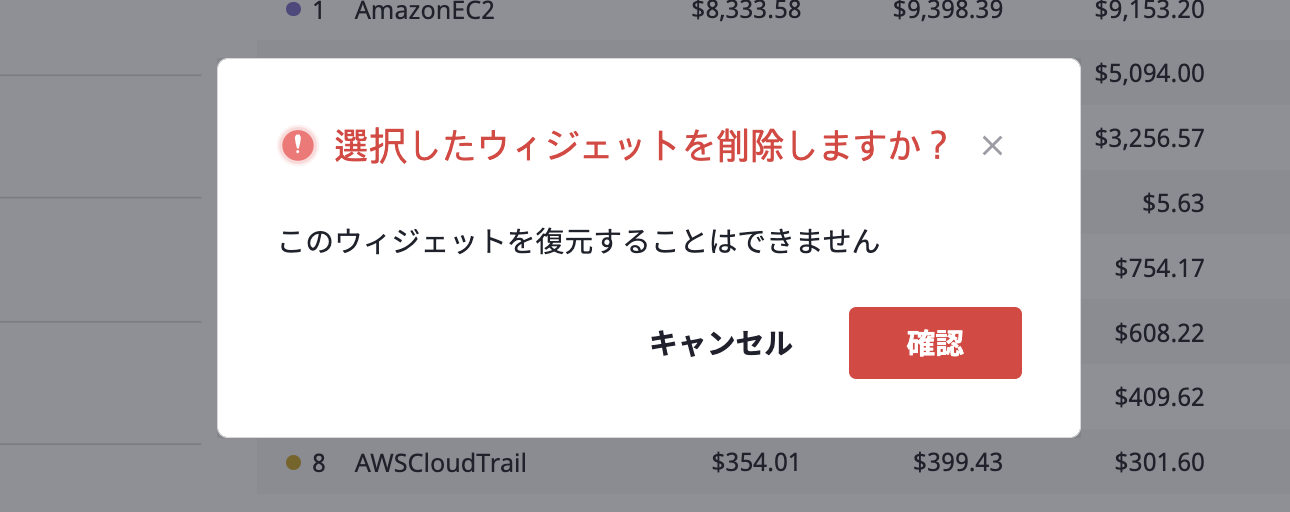 1 AmazonEC2 $8,333.58 $9,398.39 $9,153.20
$5,094.00
選択したウィジェットを削除しますか？
$3,256.57
$5.63
このウィジェットを復元することはできません
$754.17
$608.22
キャンセル 確認
$409.62
8 AWSCloudTrail $354.01 $399.43 $301.60